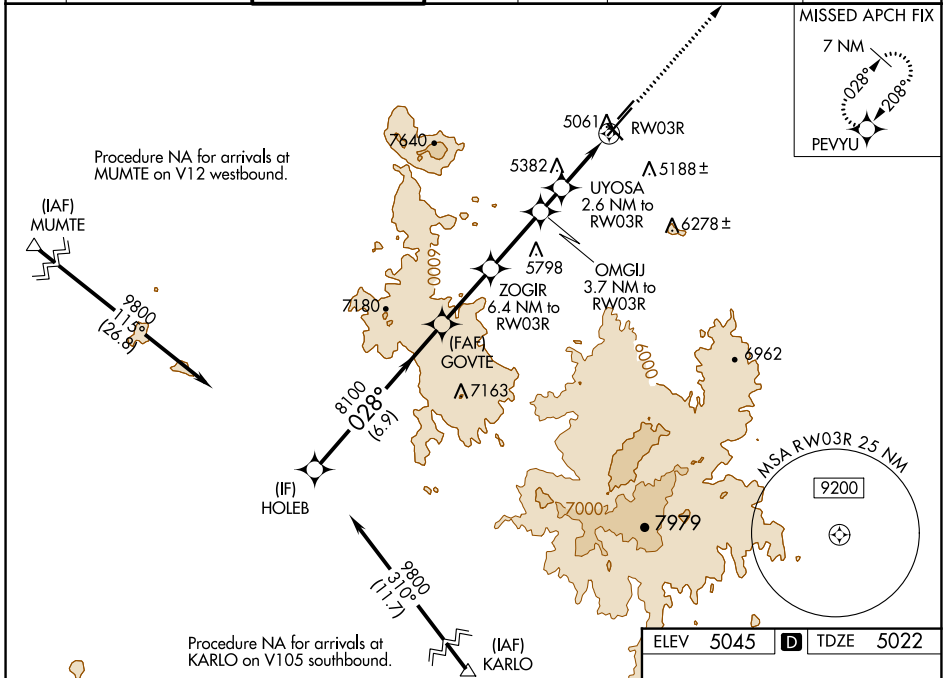 MISSED APCH FIX
7 NM
028°
208°
PEVYU
5061
RW03R
7640
5382
5188±
Procedure NA for arrivals at
MUMTE on V12 westbound.
UYOSA
2.6 NM to
RW03R
(IAF)
MUMTE
6278±
6000
5798
OMGIJ
3.7 NM to
RW03R
ZOGIR
6.4 NM to
RW03R
9800
115°
(26.8)
7180
(FAF)
GOVTE
6000
6962
7163
8100
028°
(6.9)
MSA RW03R 25 NM
9200
(IF)
HOLEB
7000
7979
9800
310°
(11.7)
Procedure NA for arrivals at
KARLO on V105 southbound.
(IAF)
KARLO
ELEV 5045 D TDZE 5022